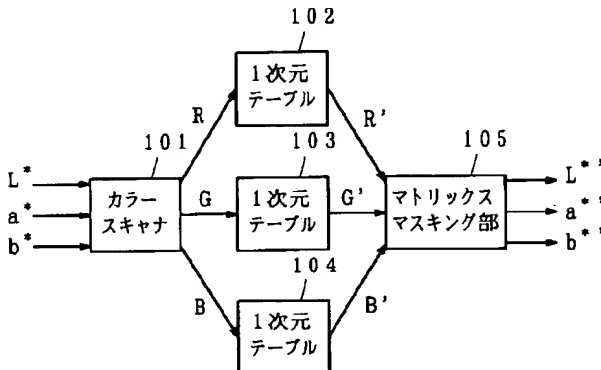 102
1次元
テーブル
R
R'
101
103
105
L*
a*
b*
カラー
スキャナ
G
1次元
テーブル
G'
マトリックス
マスキング部
L*'
a*'
b*'
104
B
1次元
テーブル
B'